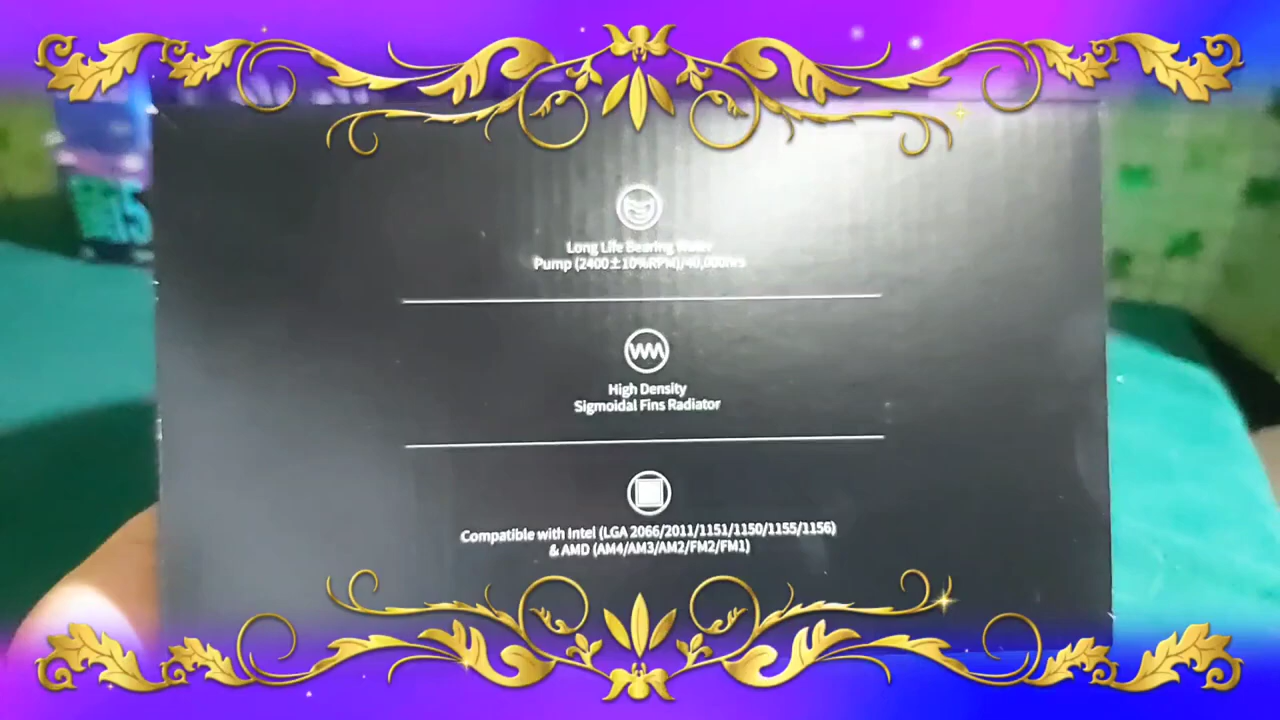 Long Life Bearing Water
Pump (2400±10%RPM)/40,000hrs
High Density
Sigmoidal Fins Radiator
Compatible with Intel (LGA 2066/2011/1151/1150/1155/1156)
& AMD (AM4/AM3/AM2/FM2/FM1)